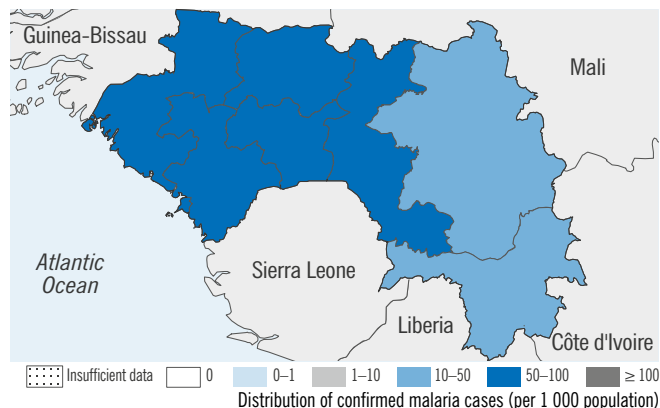 Guinea-Bissau
Mali
Atlantic
Ocean
Sierra Leone
Liberia
Côte d'Ivoire
Insufficient data 0 0–1 1–10 10–50 50–100 ≥ 100
Distribution of confirmed malaria cases (per 1 000 population)